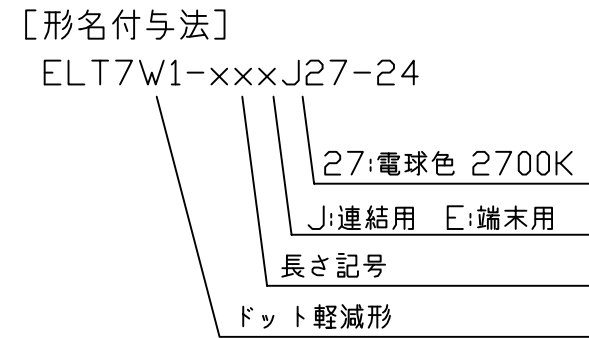 [形名付与法]
ELT7W1-xxxJ27-24
27:電球色 2700K
J:連結用 E:端末用
長さ記号
ドット軽減形